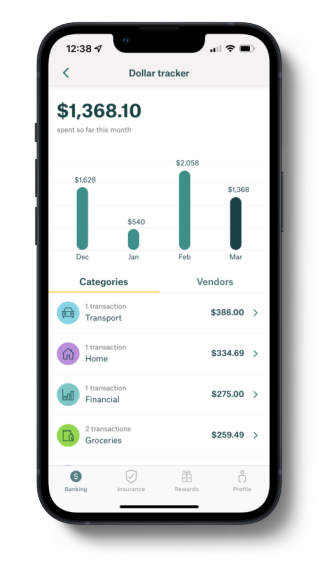 12:38
Dollar tracker
$1,368.10
spent so far this month
$2,058
$1,628
$1,368
$540
Dec Jan Feb Mar
Categories Vendors
1 transaction
Transport $388.00
1 transaction
Home $334.69
1 transaction
Financial $275.00
2 transactions
Groceries $259.49
Banking Insurance Rewards Profile